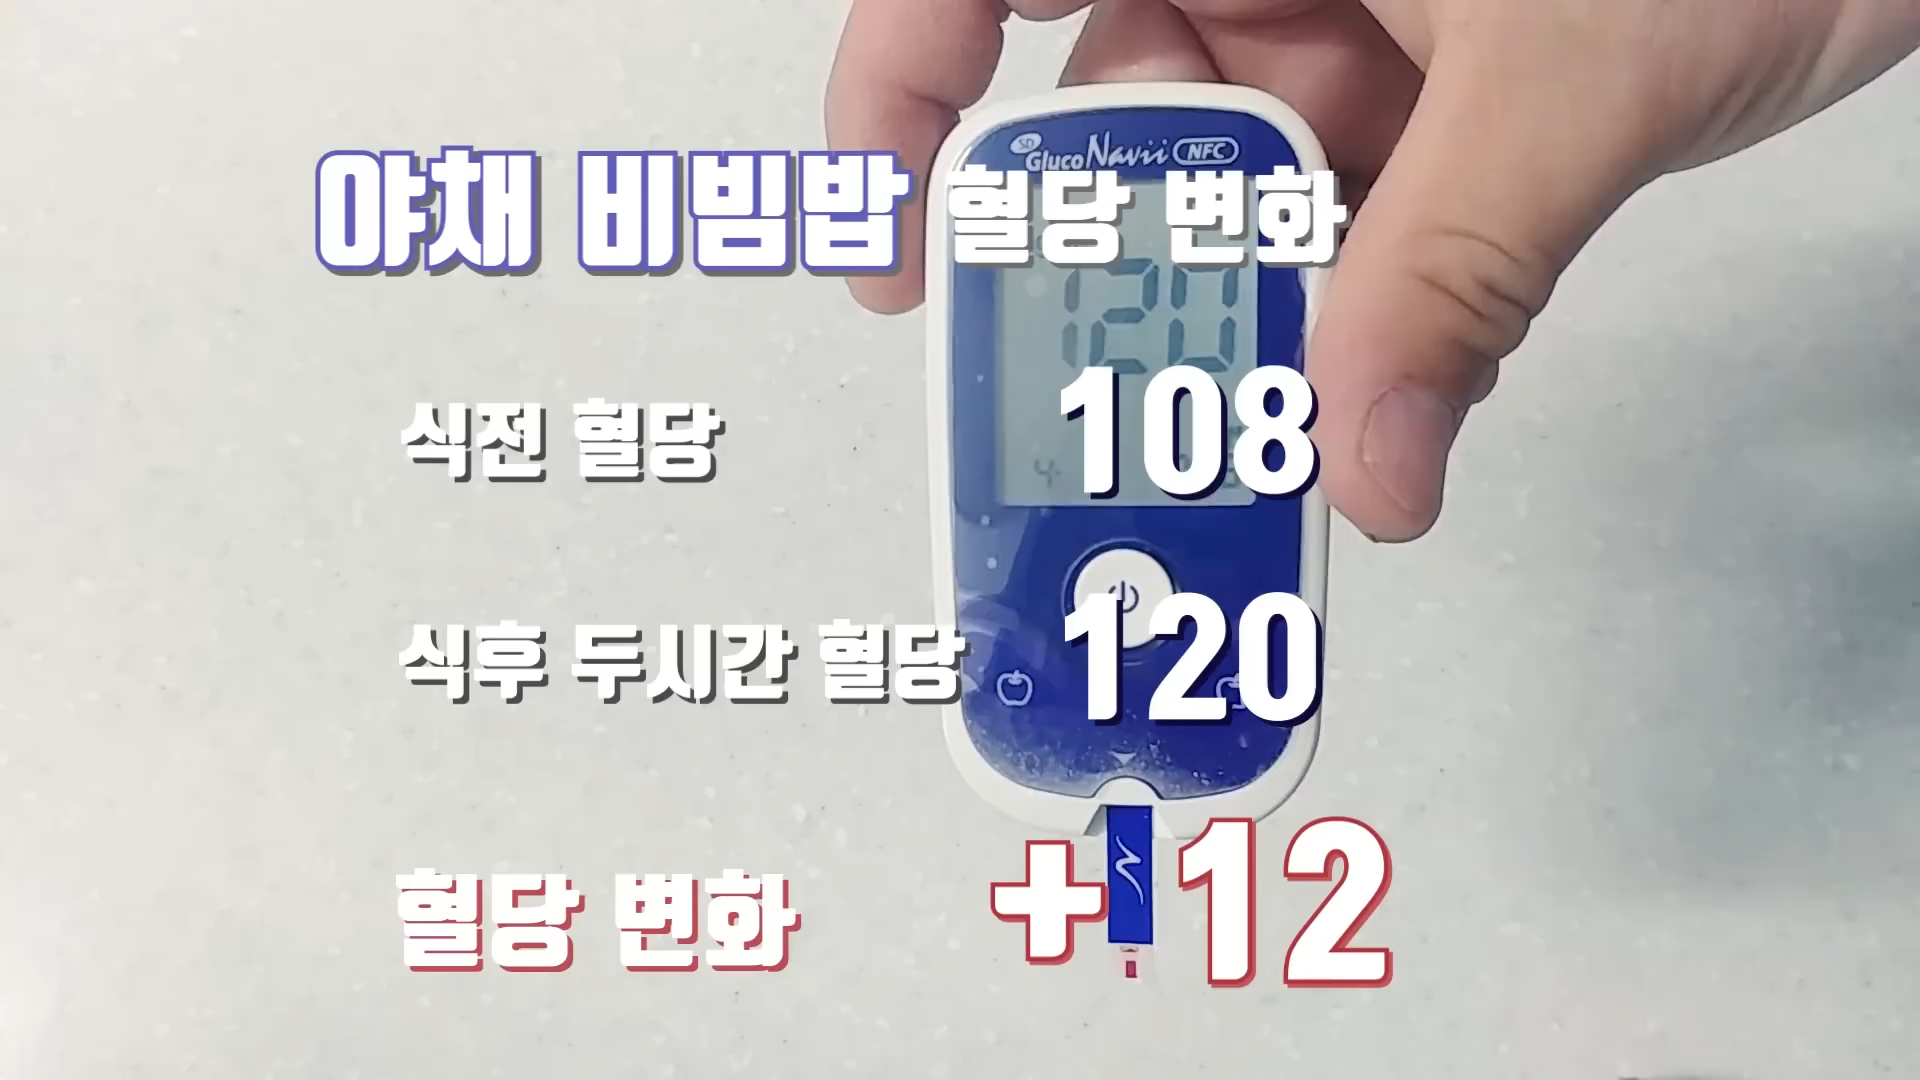 SD
GlucoNavii NFC
야채 비빔밥 혈당 변화
120
식전 혈당 108
식후 두시간 혈당 120
혈당 변화 +12